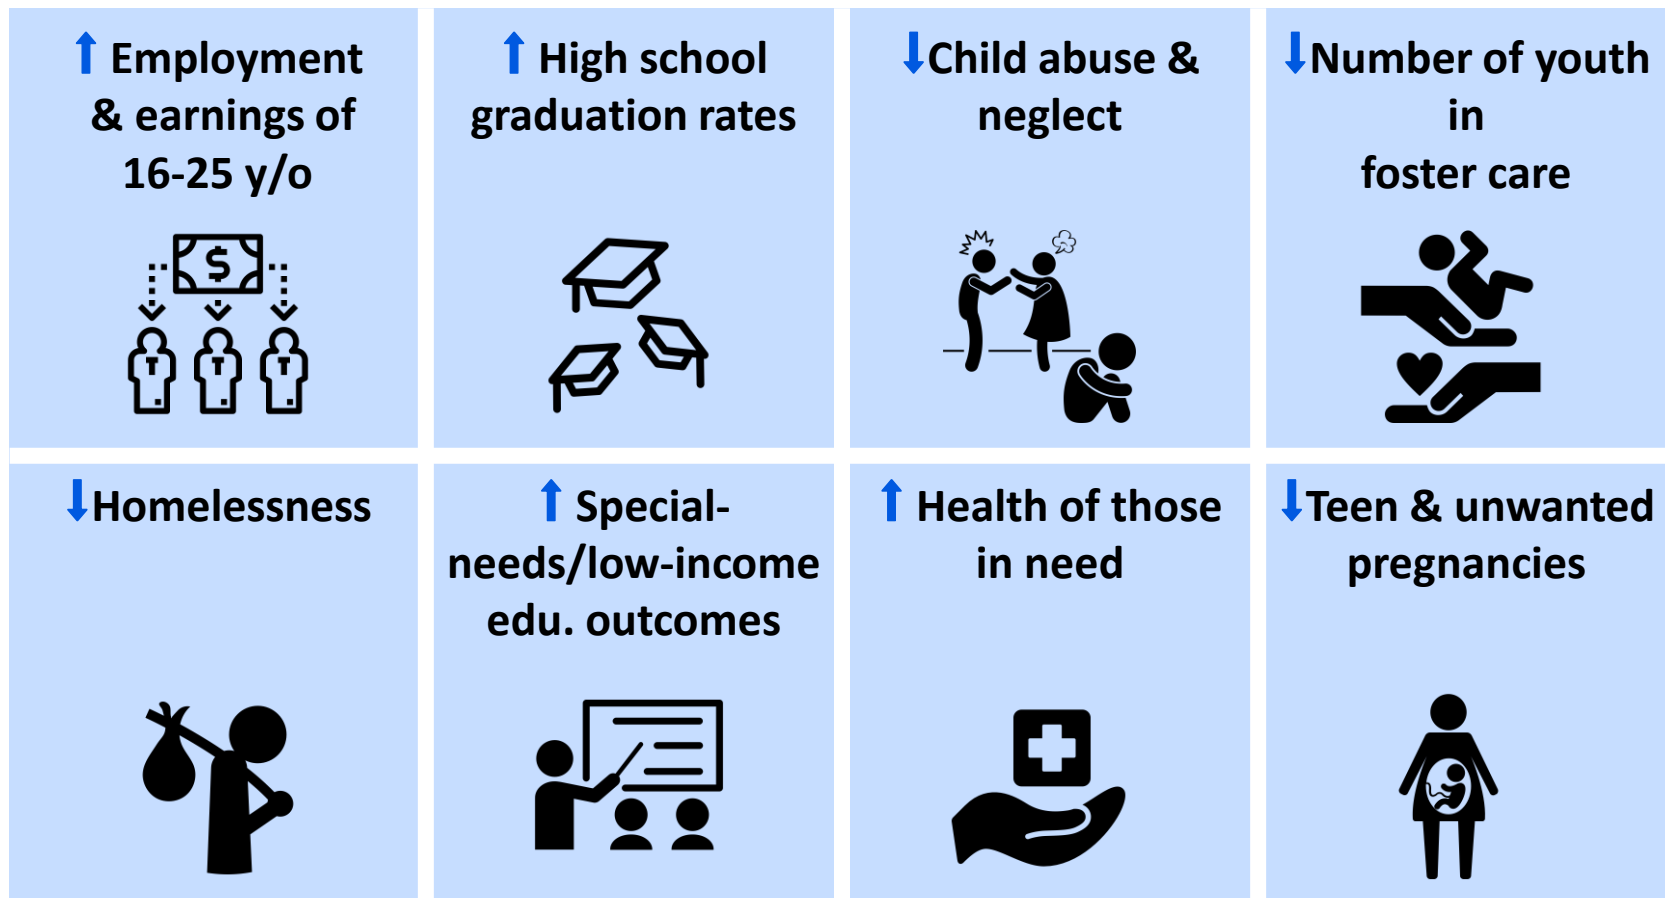 Employment
& earnings of
16-25 y/o
$
T T T
High school
graduation rates
Child abuse &
neglect
Number of youth
in
foster care
Homelessness
Special-
needs/low-income
edu. outcomes
Health of those
in need
Teen & unwanted
pregnancies